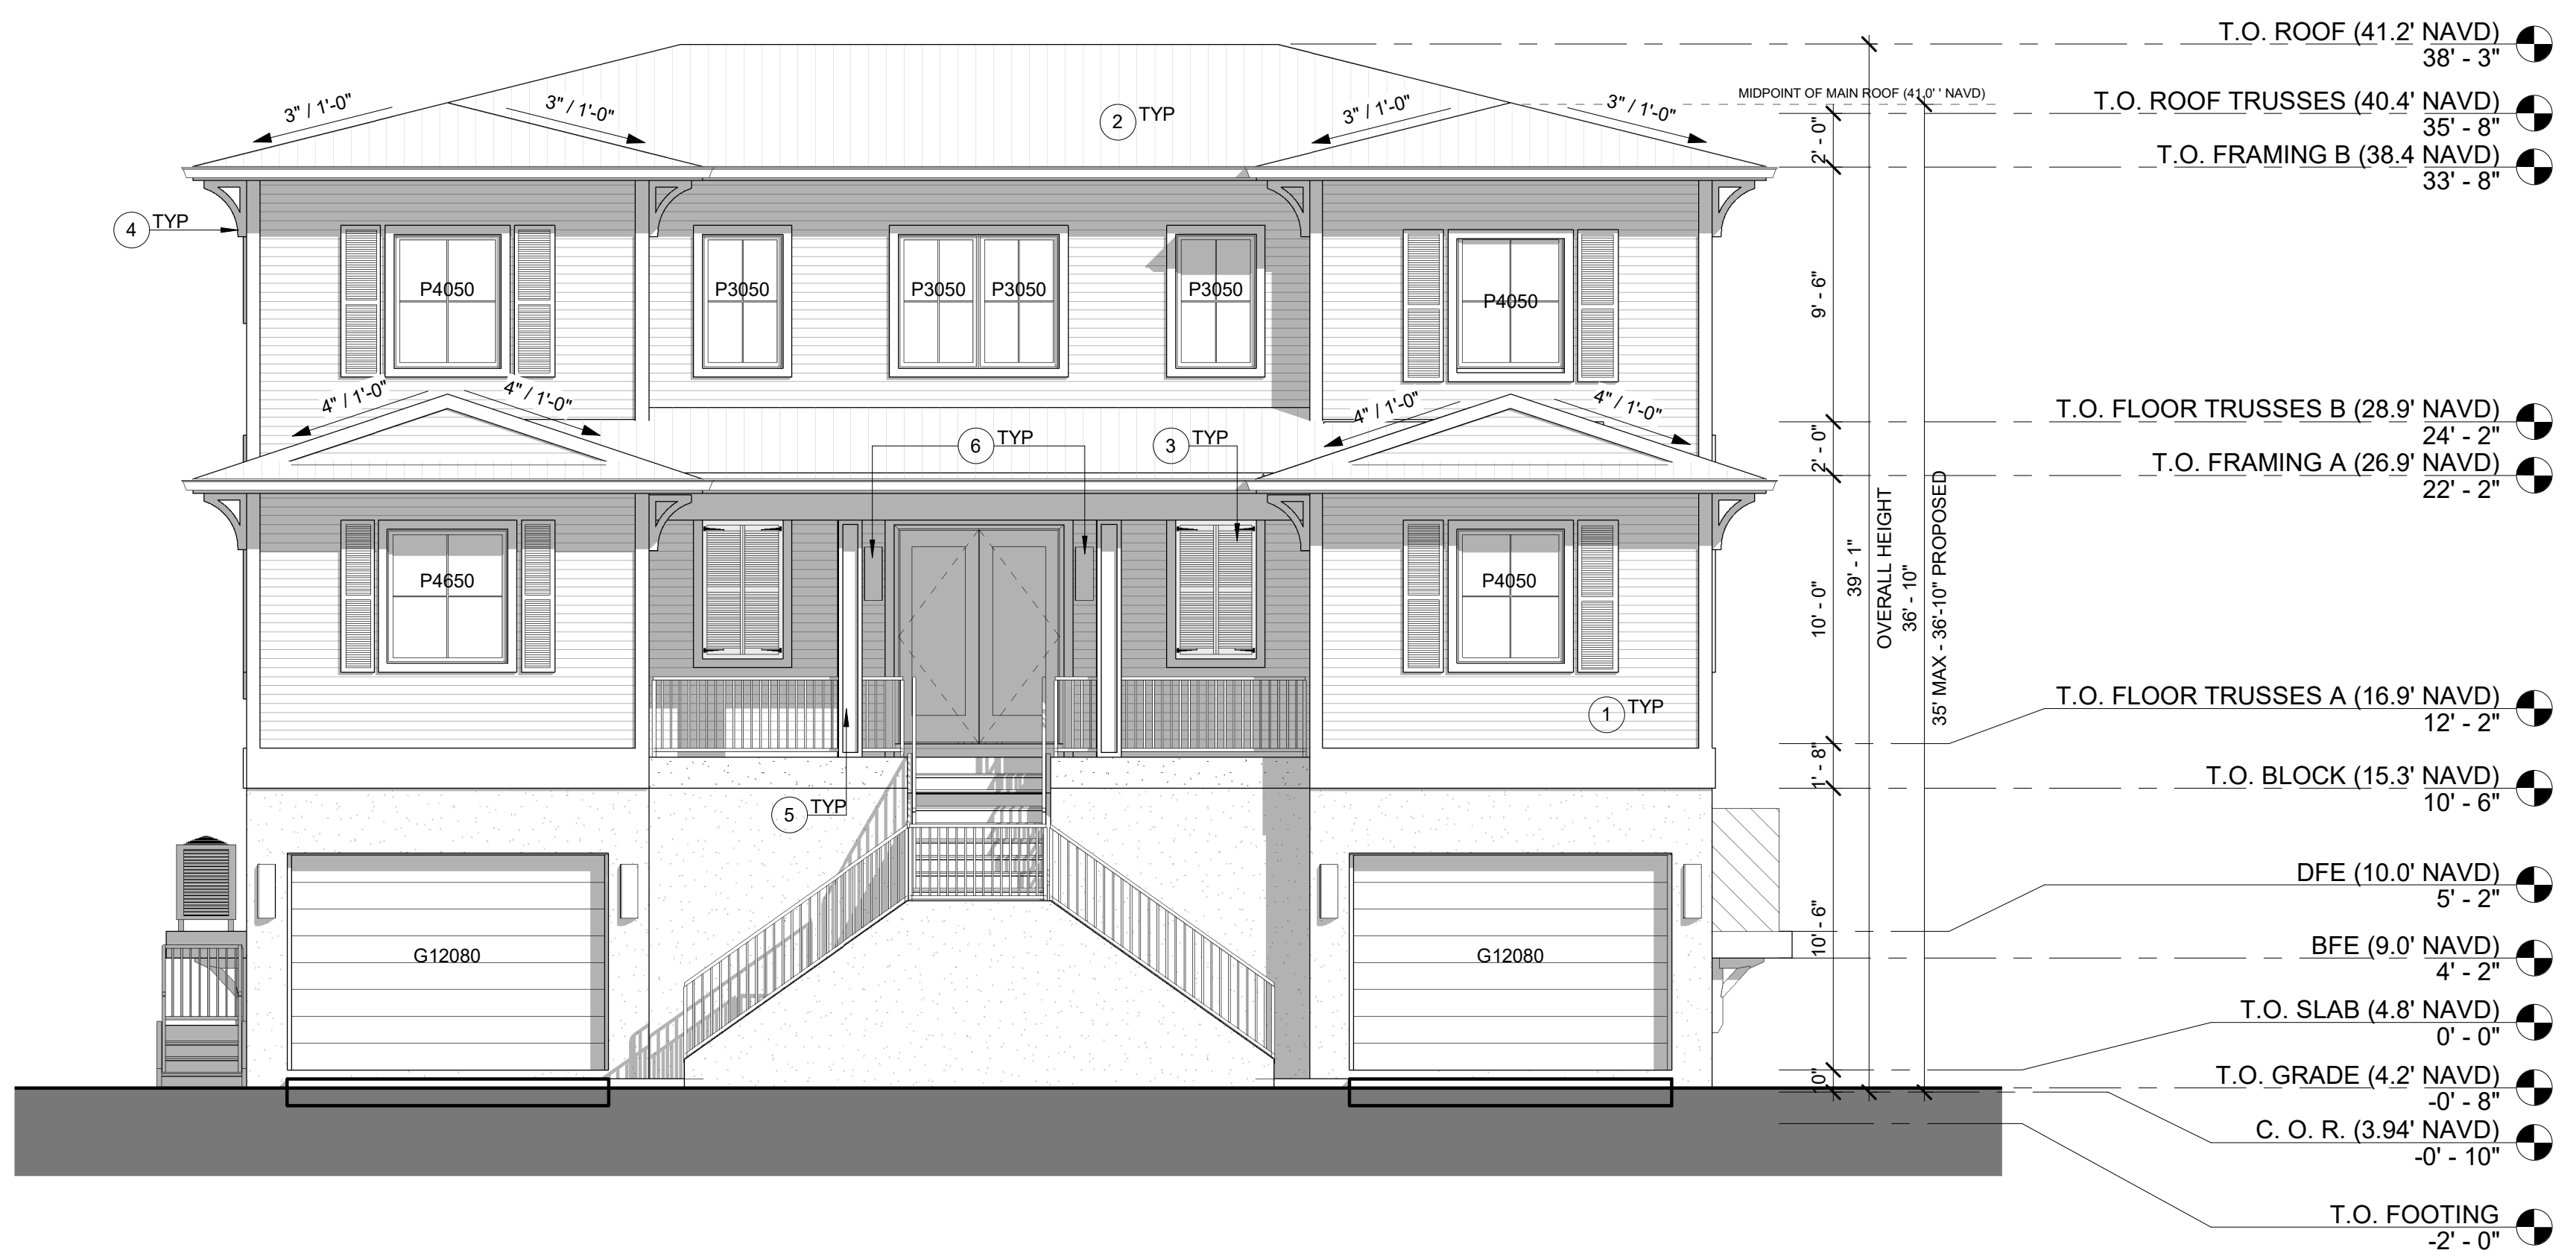 T.O. ROOF (41.2' NAVD)
38' - 3"
MIDPOINT OF MAIN ROOF (41.0' ' NAVD)
T.O. ROOF TRUSSES (40.4' NAVD)
35' - 8"
3" / 1'-0"
3" / 1'-0"
2 TYP
3" / 1'-0"
3" / 1'-0"
2' - 0"
T.O. FRAMING B (38.4 NAVD)
33' - 8"
4 TYP
P4050
P3050
P3050
P3050
P3050
P4050
9' - 6"
4" / 1'-0"
4" / 1'-0"
4" / 1'-0"
4" / 1'-0"
T.O. FLOOR TRUSSES B (28.9' NAVD)
24' - 2"
6 TYP
3 TYP
2' - 0"
T.O. FRAMING A (26.9' NAVD)
22' - 2"
P4650
P4050
10' - 0"
39' - 1"
OVERALL HEIGHT
36' - 10"
35' MAX - 36'-10" PROPOSED
1 TYP
T.O. FLOOR TRUSSES A (16.9' NAVD)
12' - 2"
1' - 8"
T.O. BLOCK (15.3' NAVD)
10' - 6"
5 TYP
DFE (10.0' NAVD)
5' - 2"
G12080
G12080
10' - 6"
BFE (9.0' NAVD)
4' - 2"
T.O. SLAB (4.8' NAVD)
0' - 0"
T.O. GRADE (4.2' NAVD)
-0' - 8"
C. O. R. (3.94' NAVD)
-0' - 10"
T.O. FOOTING
-2' - 0"